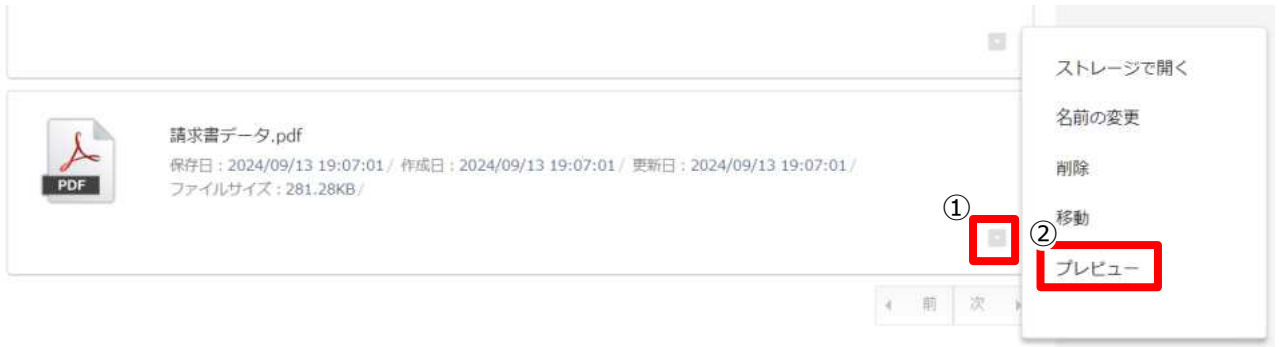 請求書データ.pdf
保存日：2024/09/13 19:07:01/ 作成日：2024/09/13 19:07:01/ 更新日：2024/09/13 19:07:01/
ファイルサイズ：281.28KB/
PDF
①
前 次
ストレージで開く
名前の変更
削除
移動
②
プレビュー